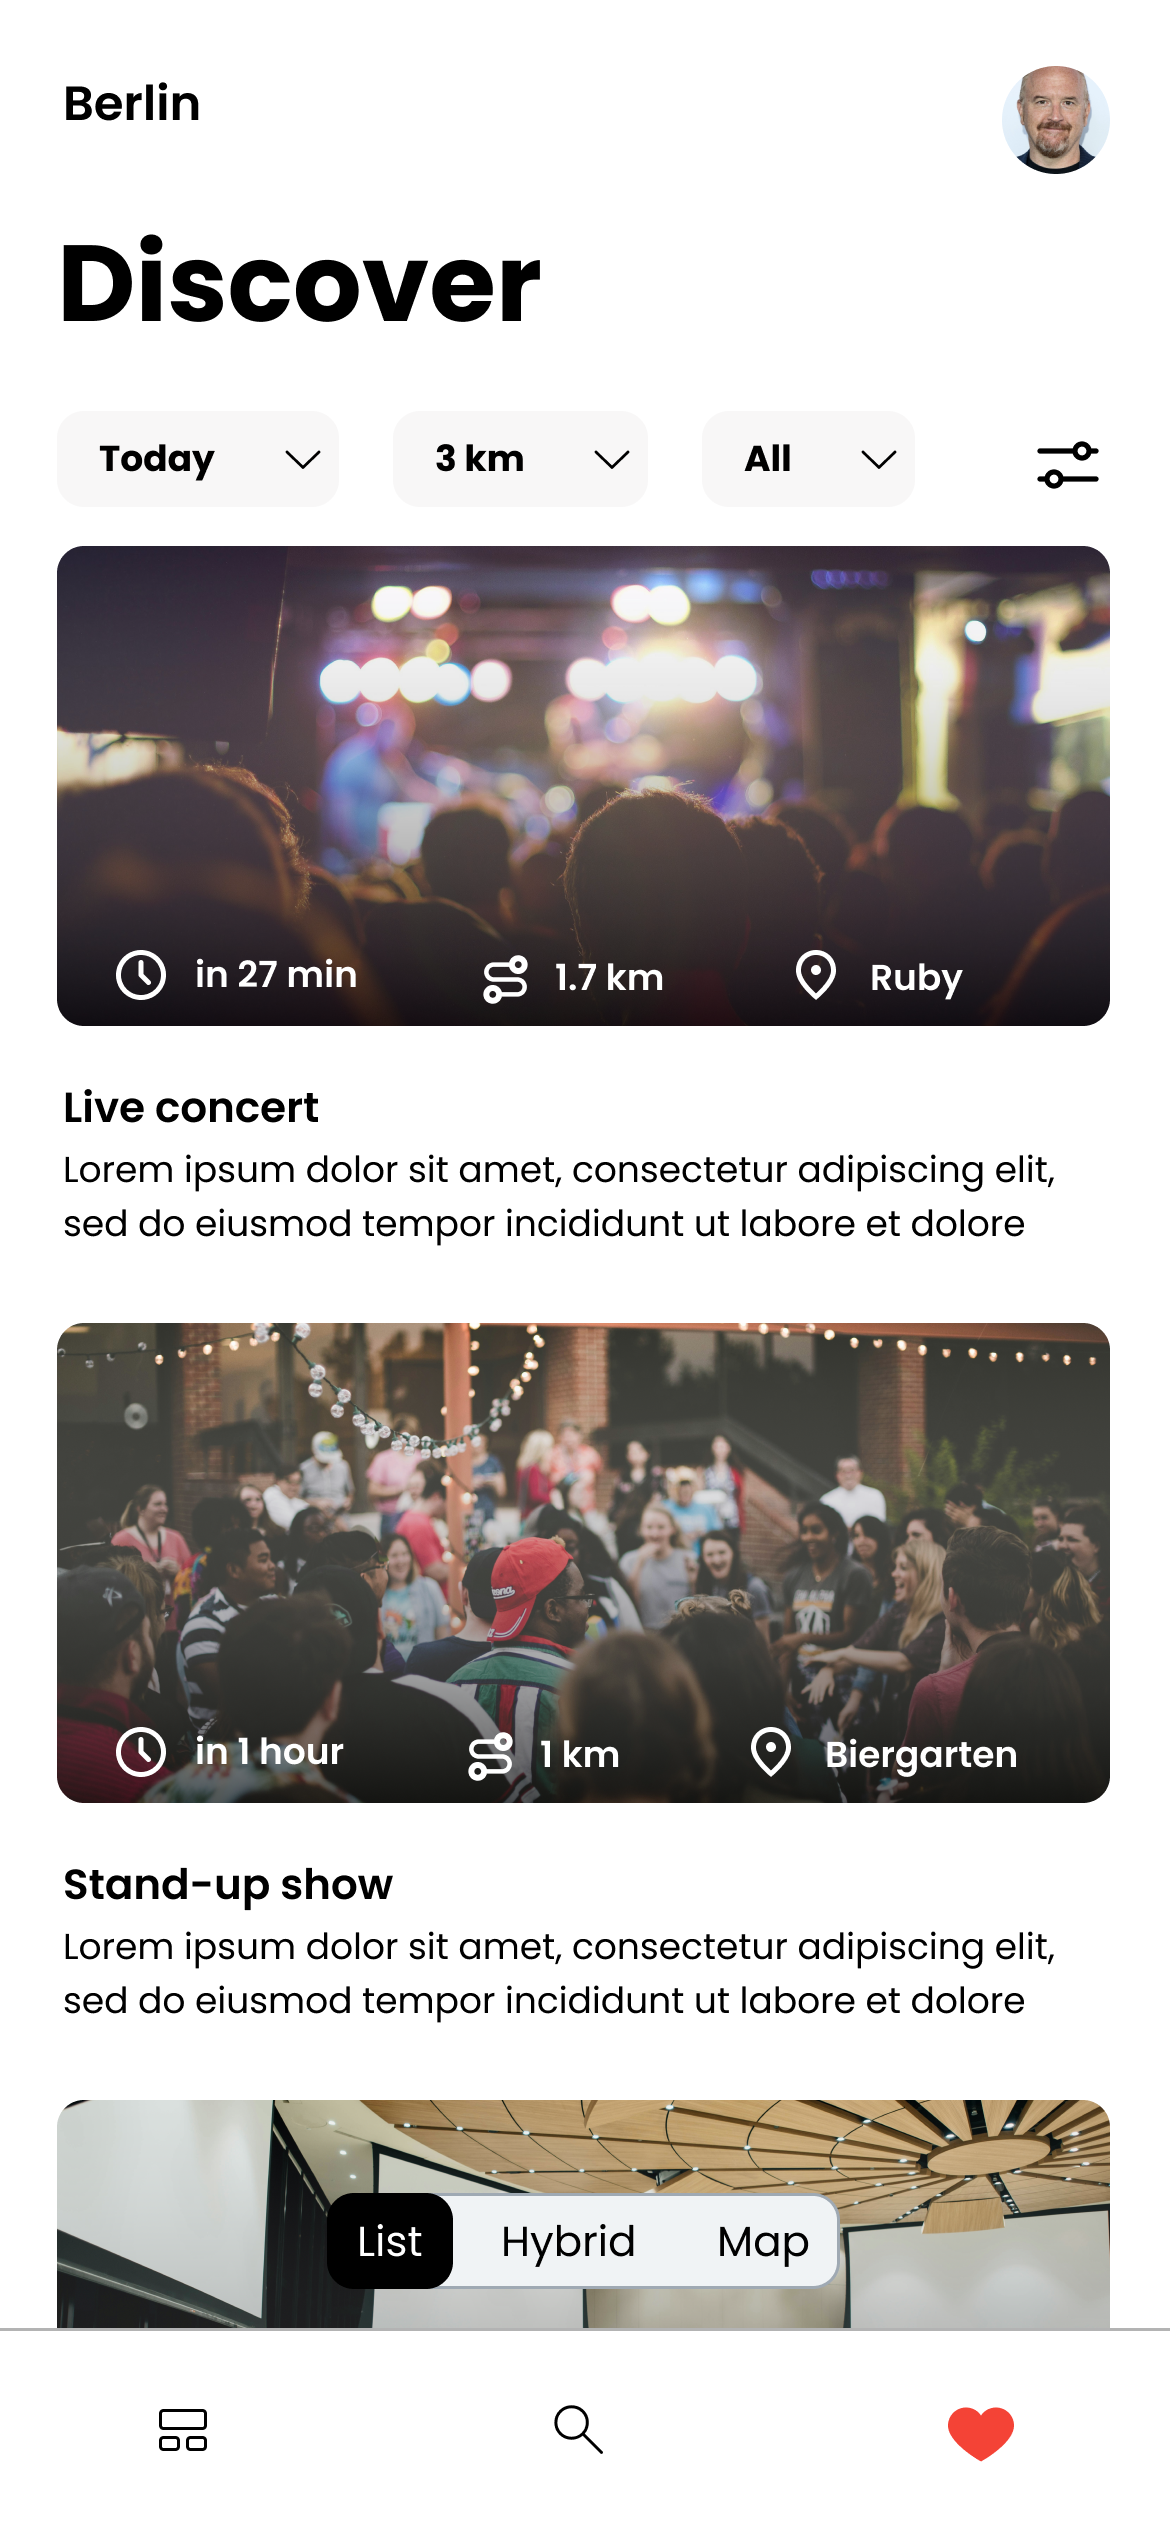 Berlin
Discover
Today
3 km
All
in 27 min
1.7 km
Ruby
Live concert
Lorem ipsum dolor sit amet, consectetur adipiscing elit,
sed do eiusmod tempor incididunt ut labore et dolore
in 1 hour
1 km
Biergarten
Stand-up show
Lorem ipsum dolor sit amet, consectetur adipiscing elit,
sed do eiusmod tempor incididunt ut labore et dolore
List
Hybrid
Map